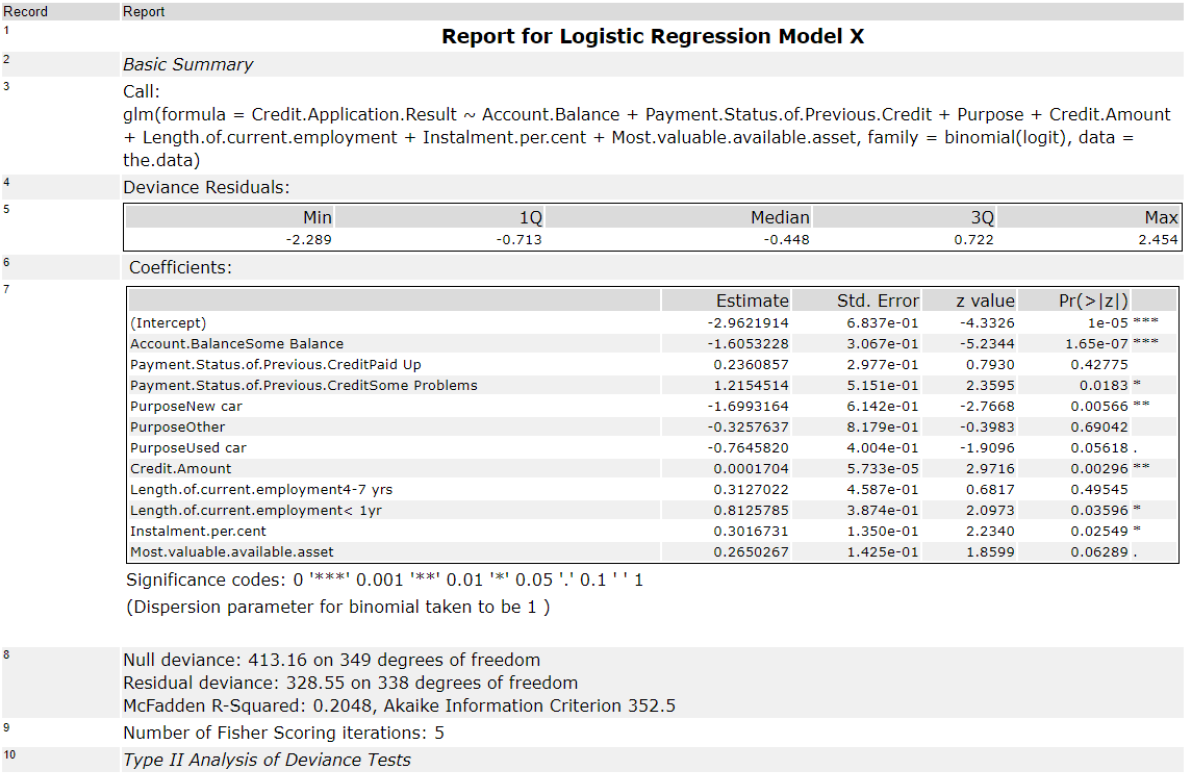 Record Report
1
Report for Logistic Regression Model X
2 Basic Summary
3 Call:
glm(formula = Credit.Application.Result ~ Account.Balance + Payment.Status.of.Previous.Credit + Purpose + Credit.Amount
+ Length.of.current.employment + Instalment.per.cent + Most.valuable.available.asset, family = binomial(logit), data =
the.data)
4 Deviance Residuals:
5 Min 1Q Median 3Q Max
-2.289 -0.713 -0.448 0.722 2.454
6 Coefficients:
7 Estimate Std. Error z value Pr(>|z|)
(Intercept) -2.9621914 6.837e-01 -4.3326 1e-05 ***
Account.BalanceSome Balance -1.6053228 3.067e-01 -5.2344 1.65e-07 ***
Payment.Status.of.Previous.CreditPaid Up 0.2360857 2.977e-01 0.7930 0.42775
Payment.Status.of.Previous.CreditSome Problems 1.2154514 5.151e-01 2.3595 0.0183 *
PurposeNew car -1.6993164 6.142e-01 -2.7668 0.00566 **
PurposeOther -0.3257637 8.179e-01 -0.3983 0.69042
PurposeUsed car -0.7645820 4.004e-01 -1.9096 0.05618 .
Credit.Amount 0.0001704 5.733e-05 2.9716 0.00296 **
Length.of.current.employment4-7 yrs 0.3127022 4.587e-01 0.6817 0.49545
Length.of.current.employment< 1yr 0.8125785 3.874e-01 2.0973 0.03596 *
Instalment.per.cent 0.3016731 1.350e-01 2.2340 0.02549 *
Most.valuable.available.asset 0.2650267 1.425e-01 1.8599 0.06289 .
Significance codes: 0 '***' 0.001 '**' 0.01 '*' 0.05 '.' 0.1 ' ' 1
(Dispersion parameter for binomial taken to be 1 )
8 Null deviance: 413.16 on 349 degrees of freedom
Residual deviance: 328.55 on 338 degrees of freedom
McFadden R-Squared: 0.2048, Akaike Information Criterion 352.5
9 Number of Fisher Scoring iterations: 5
10 Type II Analysis of Deviance Tests